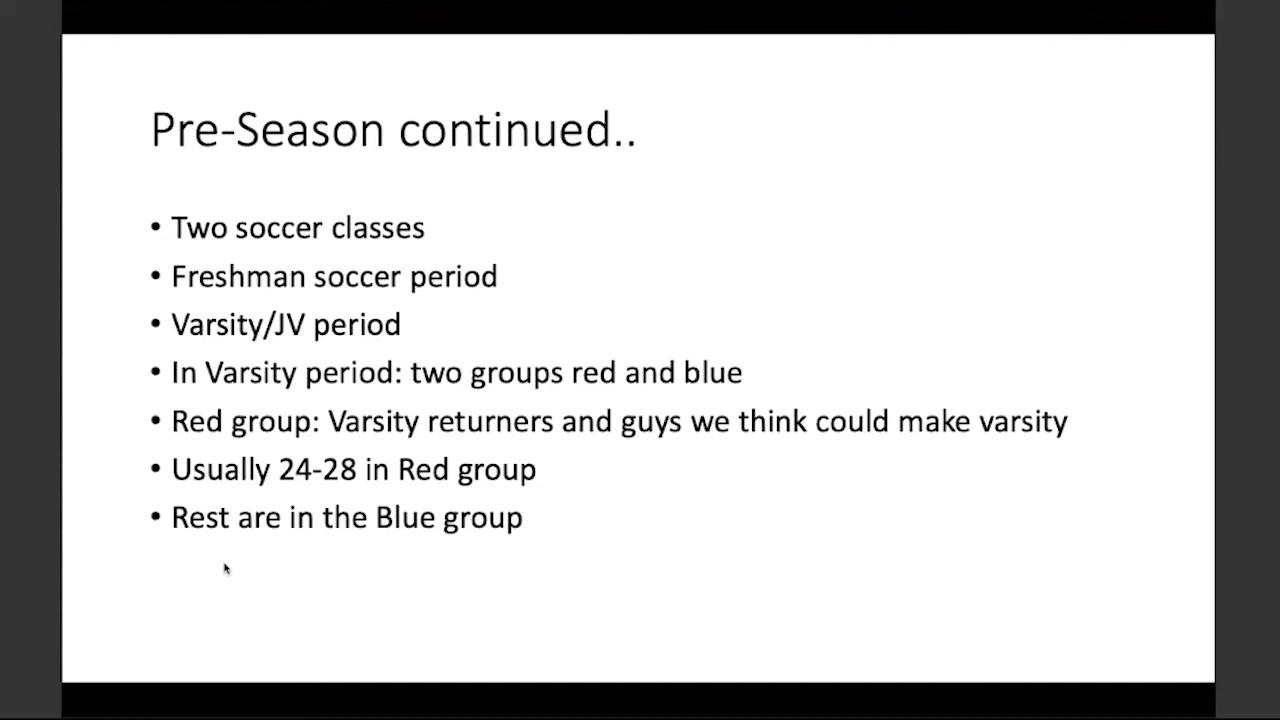 Pre-Season continued..
• Two soccer classes
• Freshman soccer period
• Varsity/JV period
• In Varsity period: two groups red and blue
• Red group: Varsity returners and guys we think could make varsity
• Usually 24-28 in Red group
• Rest are in the Blue group